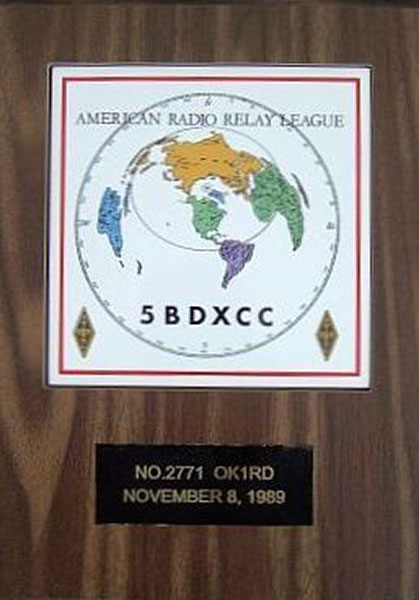 AMERICAN RADIO RELAY LEAGUE
5BDXCC
NO.2771 OK1RD
NOVEMBER 8, 1989